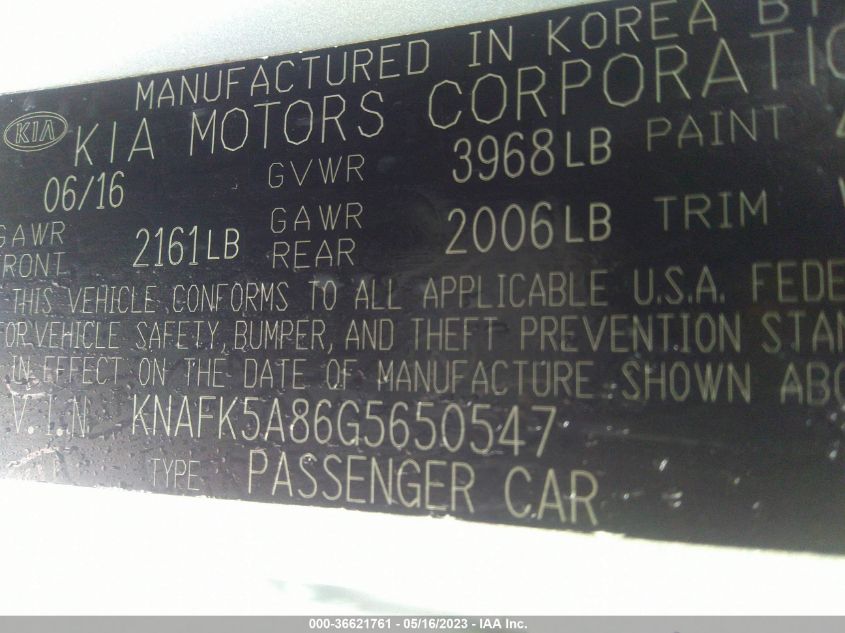 MANUFACTURED IN KOREA BY
KIA KIA MOTORS CORPORATIO
06/16 GVWR 3968LB PAINT
GAWR FRONT 2161LB GAWR REAR 2006LB TRIM
THIS VEHICLE CONFORMS TO ALL APPLICABLE U.S.A. FEDE
FOR VEHICLE SAFETY, BUMPER, AND THEFT PREVENTION STAN
IN EFFECT ON THE DATE OF MANUFACTURE SHOWN ABO
V.I.N KNAFK5A86G5650547
TYPE PASSENGER CAR
000-36621761 - 05/16/2023 - IAA Inc.